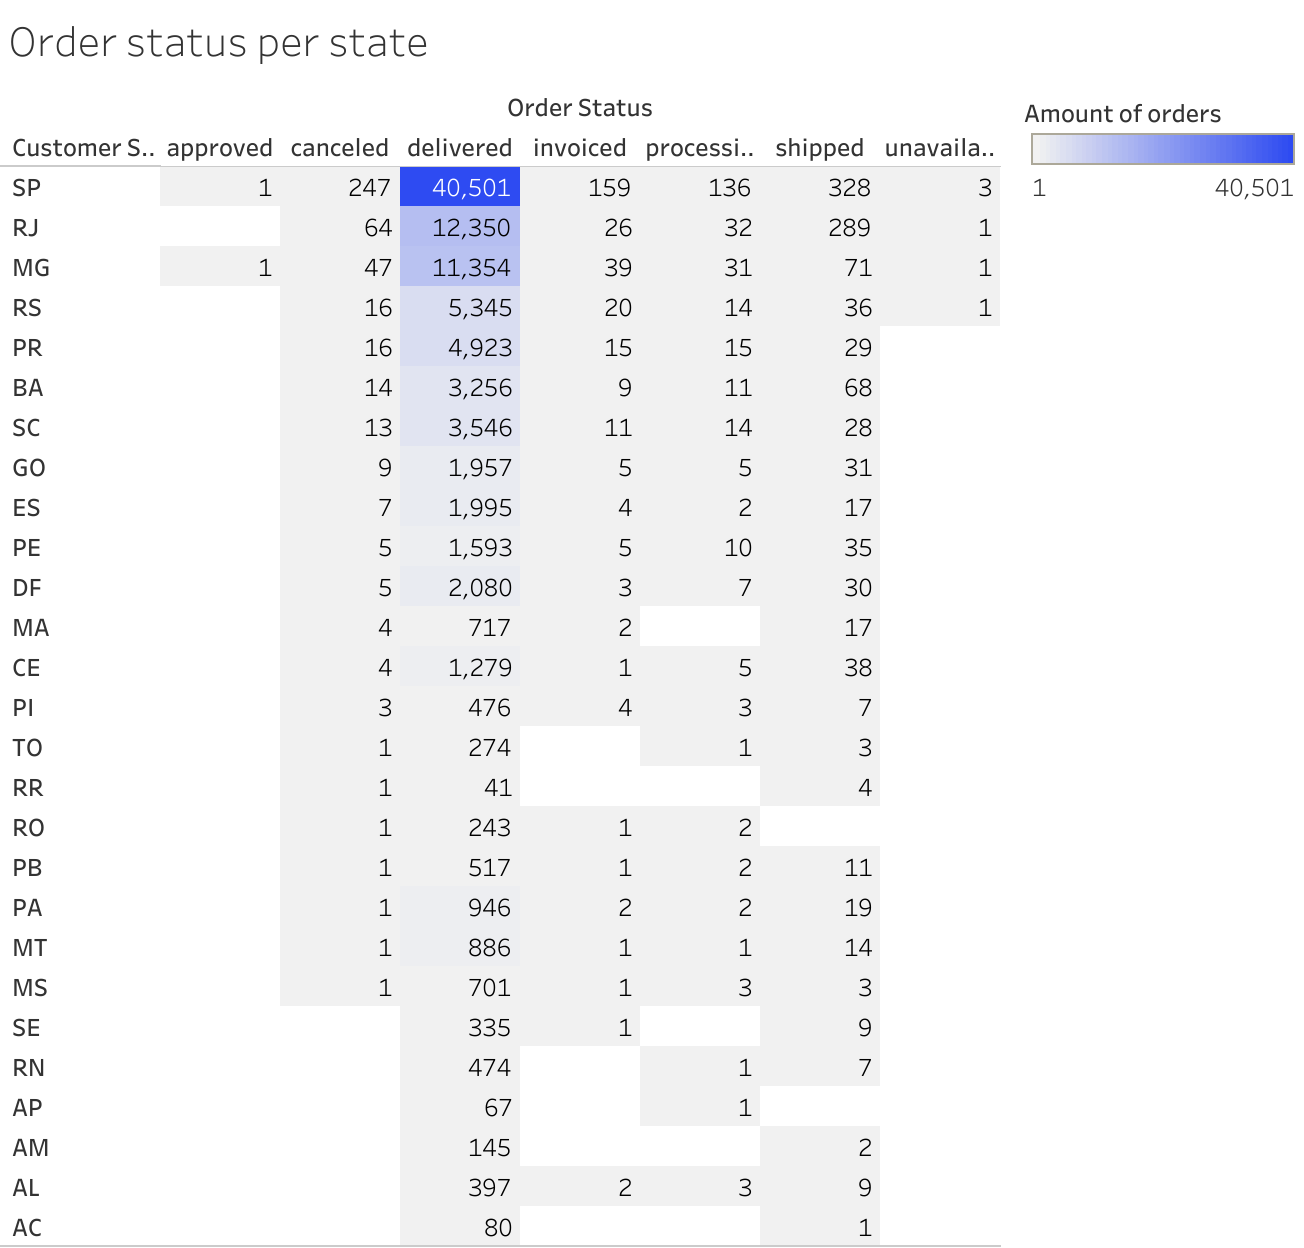 Order status per state
Order Status
Amount of orders
Customer S.. approved canceled delivered invoiced processi.. shipped unavaila..
SP 1 247 40,501 159 136 328 3
1 40,501
RJ 64 12,350 26 32 289 1
MG 1 47 11,354 39 31 71 1
RS 16 5,345 20 14 36 1
PR 16 4,923 15 15 29
BA 14 3,256 9 11 68
SC 13 3,546 11 14 28
GO 9 1,957 5 5 31
ES 7 1,995 4 2 17
PE 5 1,593 5 10 35
DF 5 2,080 3 7 30
MA 4 717 2 17
CE 4 1,279 1 5 38
PI 3 476 4 3 7
TO 1 274 1 3
RR 1 41 4
RO 1 243 1 2
PB 1 517 1 2 11
PA 1 946 2 2 19
MT 1 886 1 1 14
MS 1 701 1 3 3
SE 335 1 9
RN 474 1 7
AP 67 1
AM 145 2
AL 397 2 3 9
AC 80 1